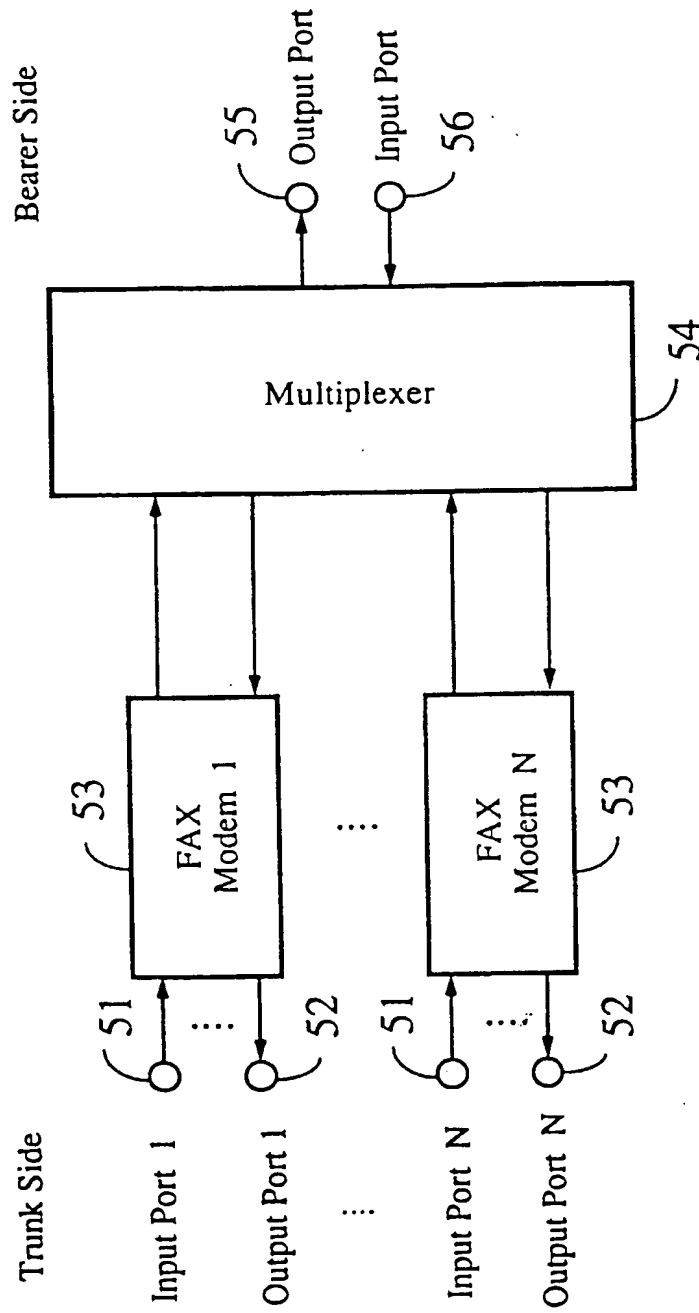 Trunk Side
Bearer Side
Input Port 1
51
53
FAX
Modem 1
Output Port 1
52
....
....
....
Input Port N
51
FAX
Modem N
53
....
Output Port N
52
Multiplexer
54
55
Output Port
Input Port
56